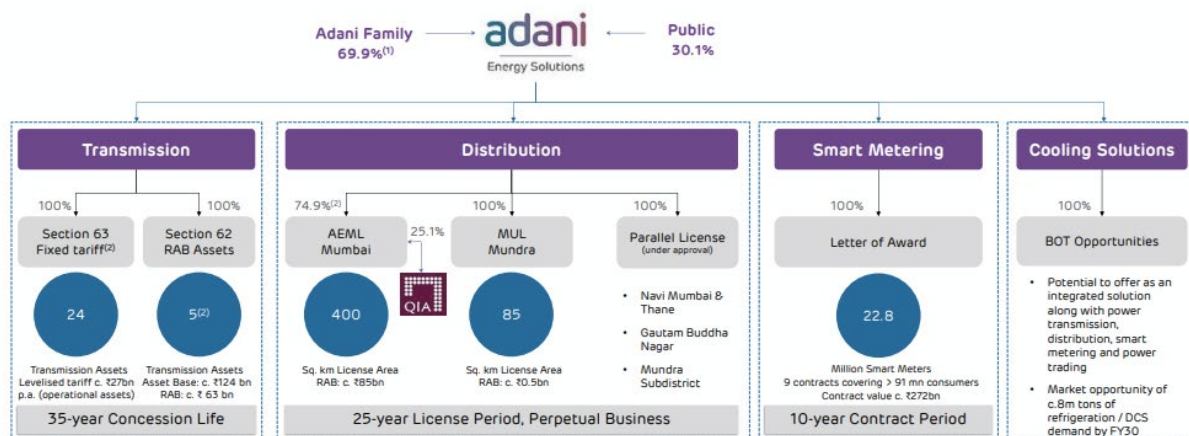 Adani Family
69.9%(1)
adani
Energy Solutions
Public
30.1%
Transmission
100%
100%
Section 63
Fixed tariff(2)
Section 62
RAB Assets
24
5(2)
Transmission Assets
Levelised tariff c. ₹27bn
p.a. (operational assets)
Transmission Assets
Asset Base: c. ₹124 bn
RAB: c. ₹ 63 bn
35-year Concession Life
Distribution
74.9%(2)
100%
100%
AEML
Mumbai
25.1%
QIA
MUL
Mundra
Parallel License
(under approval)
400
85
Sq. km License Area
RAB: c. ₹85bn
Sq. km License Area
RAB: c. ₹0.5bn
• Navi Mumbai &
Thane
• Gautam Buddha
Nagar
• Mundra
Subdistrict
25-year License Period, Perpetual Business
Smart Metering
100%
Letter of Award
22.8
Million Smart Meters
9 contracts covering > 91 mn consumers
Contract value c. ₹272bn
10-year Contract Period
Cooling Solutions
100%
BOT Opportunities
• Potential to offer as an
integrated solution
along with power
transmission,
distribution, smart
metering and power
trading
• Market opportunity of
c.8m tons of
refrigeration / DCS
demand by FY30